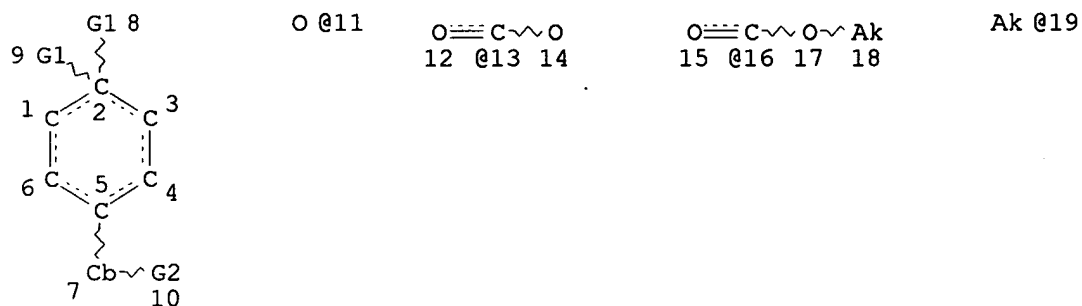 G1 8 O @11 O C O O C O Ak Ak @19
9 G1 12 @13 14 15 @16 17 18
C
1 C 2 C 3
6 C 5 C 4
C
7 Cb G2
10